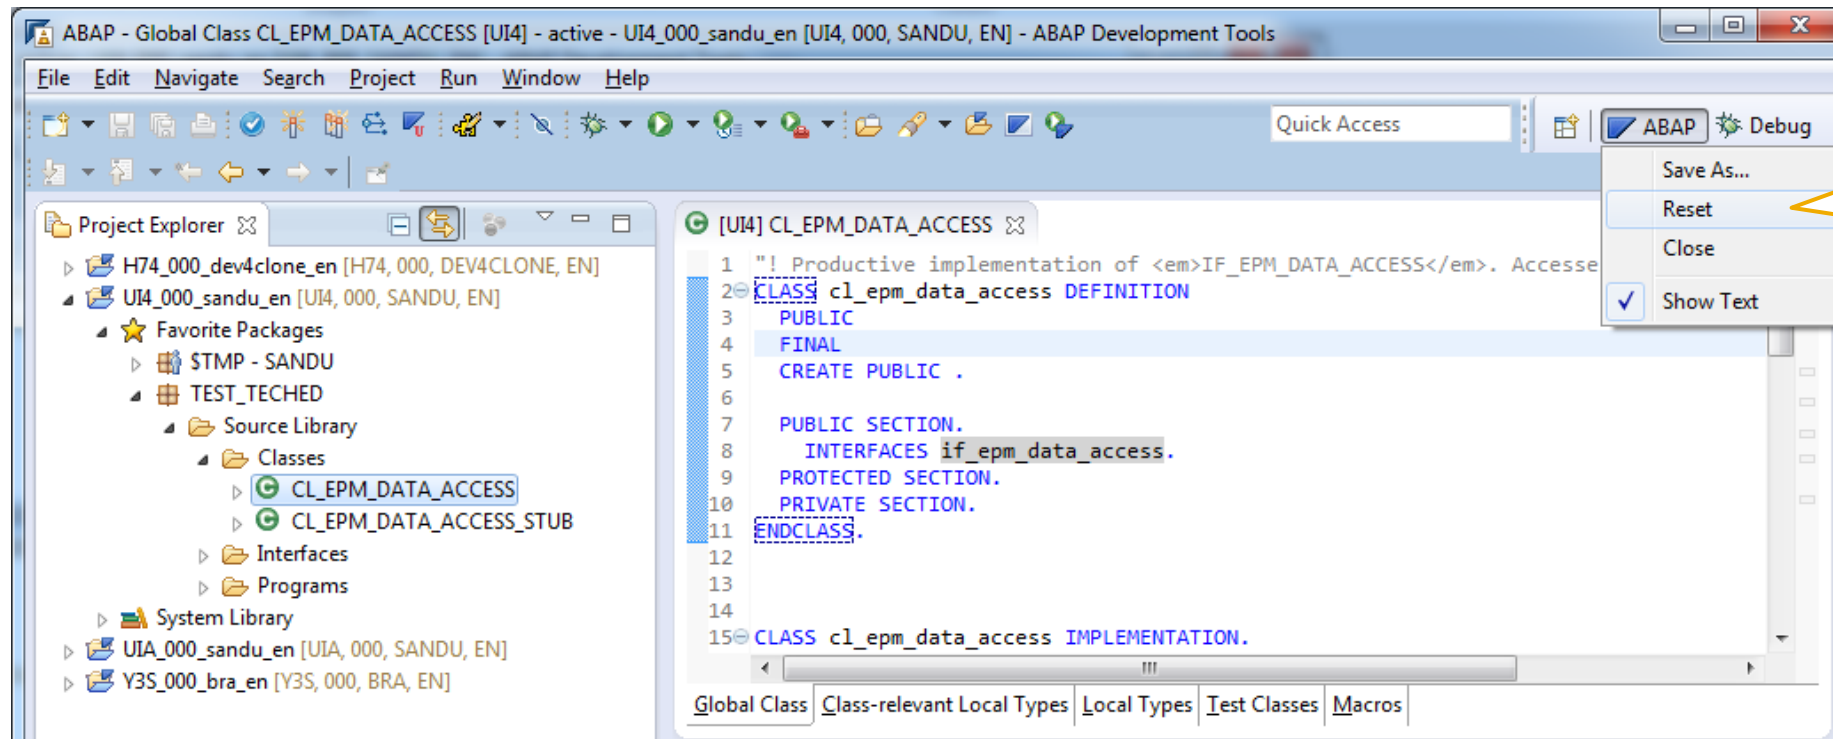 ABAP - Global Class CL_EPM_DATA_ACCESS [UI4] - active - UI4_000_sandu_en [UI4, 000, SANDU, EN] - ABAP Development Tools
File Edit Navigate Search Project Run Window Help
Quick Access
ABAP
Debug
Save As...
Reset
Close
Show Text
Project Explorer
H74_000_dev4clone_en [H74, 000, DEV4CLONE, EN]
UI4_000_sandu_en [UI4, 000, SANDU, EN]
Favorite Packages
$TMP - SANDU
TEST_TECHED
Source Library
Classes
CL_EPM_DATA_ACCESS
CL_EPM_DATA_ACCESS_STUB
Interfaces
Programs
System Library
UIA_000_sandu_en [UIA, 000, SANDU, EN]
Y3S_000_bra_en [Y3S, 000, BRA, EN]
[UI4] CL_EPM_DATA_ACCESS
1 "! Productive implementation of <em>IF_EPM_DATA_ACCESS</em>. Accesse
2 CLASS cl_epm_data_access DEFINITION
3 PUBLIC
4 FINAL
5 CREATE PUBLIC .
6
7 PUBLIC SECTION.
8 INTERFACES if_epm_data_access.
9 PROTECTED SECTION.
10 PRIVATE SECTION.
11 ENDCLASS.
12
13
14
15 CLASS cl_epm_data_access IMPLEMENTATION.
Global Class Class-relevant Local Types Local Types Test Classes Macros